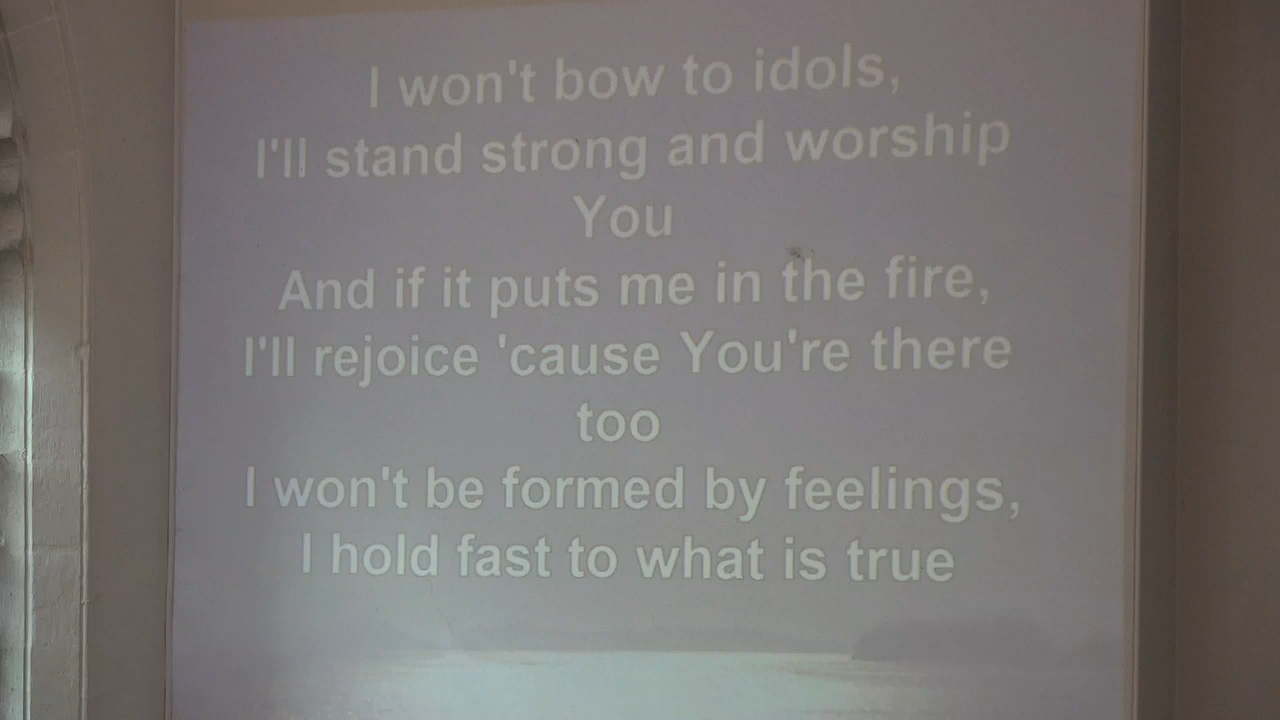 I won't bow to idols,
I'll stand strong and worship
You
And if it puts me in the fire,
I'll rejoice 'cause You're there
too
I won't be formed by feelings,
I hold fast to what is true